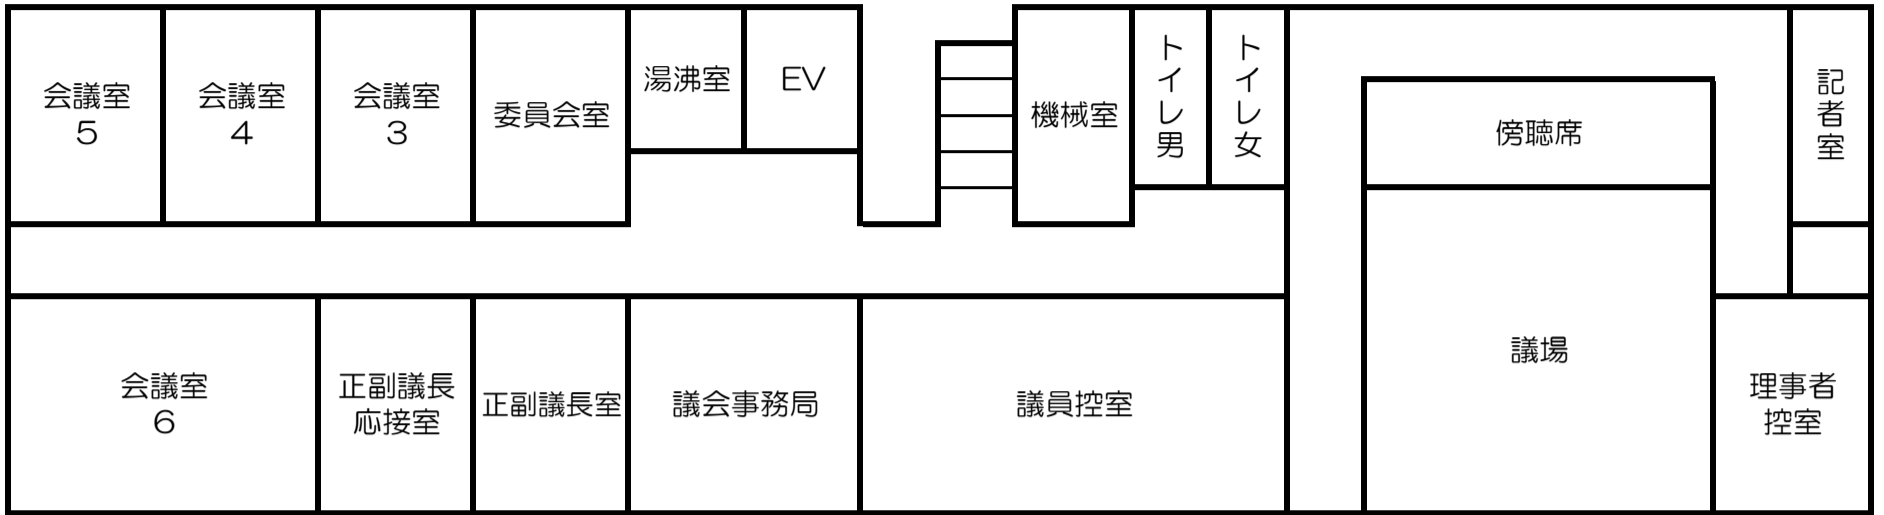 会議室
5
会議室
4
会議室
3
委員会室
湯沸室
EV
機械室
トイレ男
トイレ女
傍聴席
記者室
会議室
6
正副議長
応接室
正副議長室
議会事務局
議員控室
議場
理事者
控室